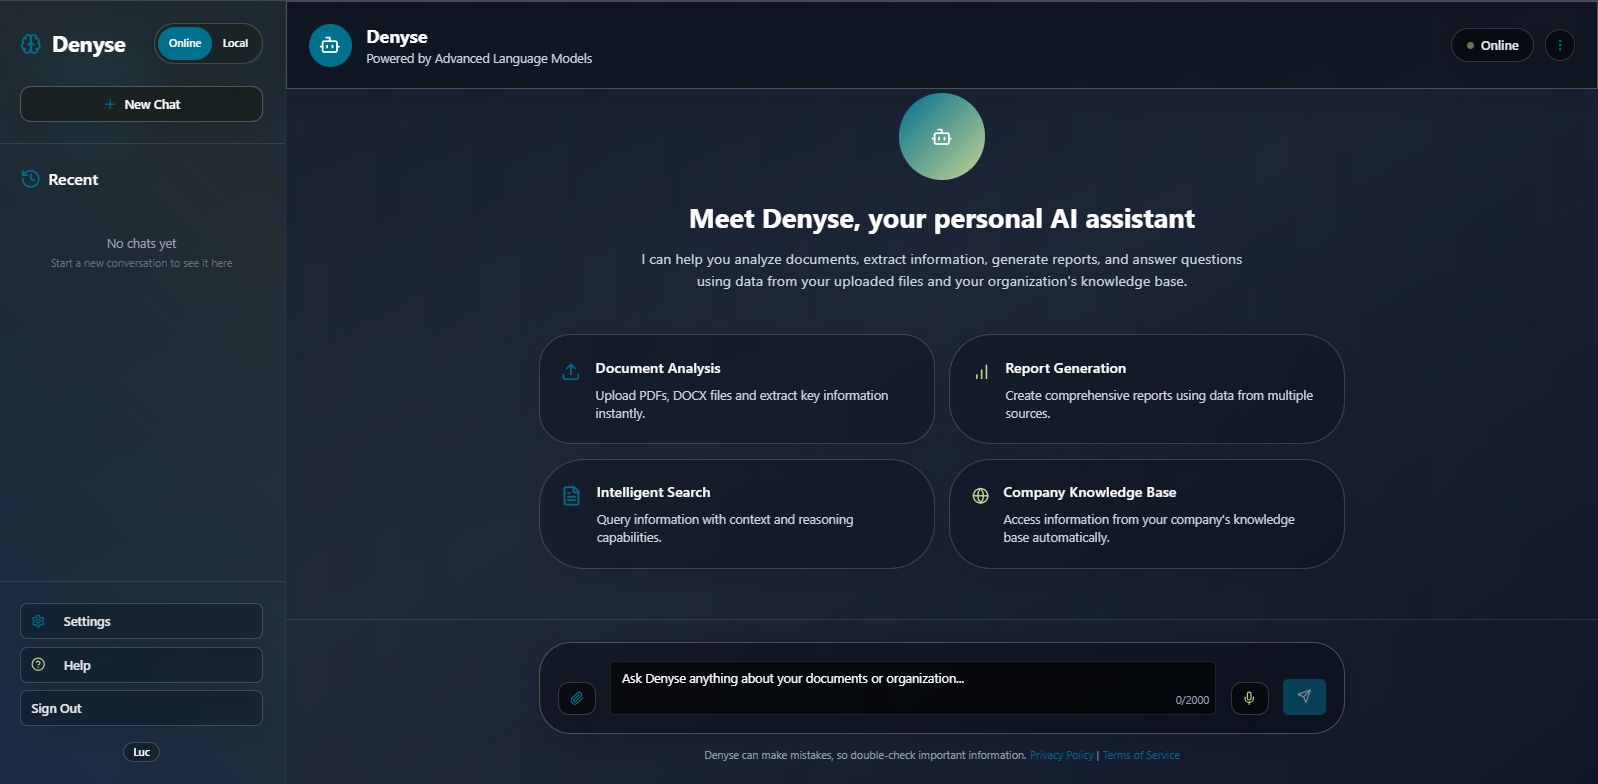 Denyse
Online
Local
+ New Chat
Recent
No chats yet
Start a new conversation to see it here
Settings
Help
Sign Out
Luc
Denyse
Powered by Advanced Language Models
Online
Meet Denyse, your personal AI assistant
I can help you analyze documents, extract information, generate reports, and answer questions
using data from your uploaded files and your organization's knowledge base.
Document Analysis
Upload PDFs, DOCX files and extract key information
instantly.
Report Generation
Create comprehensive reports using data from multiple
sources.
Intelligent Search
Query information with context and reasoning
capabilities.
Company Knowledge Base
Access information from your company's knowledge
base automatically.
Ask Denyse anything about your documents or organization...
0/2000
Denyse can make mistakes, so double-check important information. Privacy Policy | Terms of Service